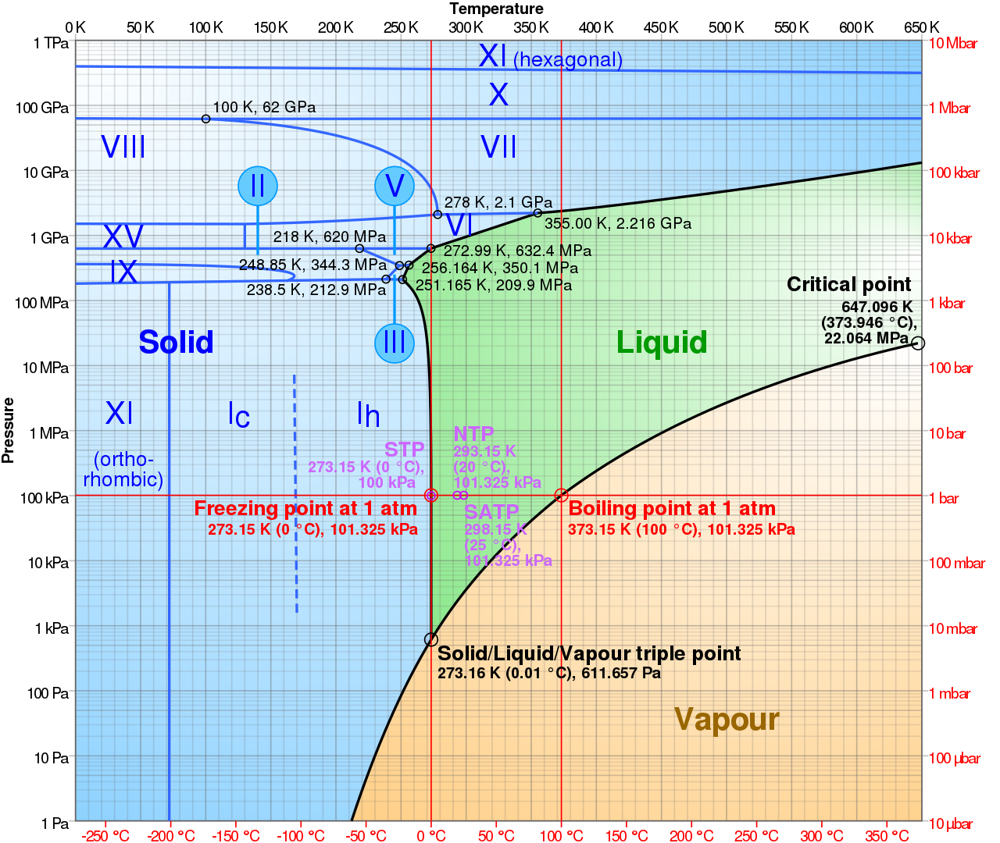 Temperature
0 K 50 K 100 K 150 K 200 K 250 K 300 K 350 K 400 K 450 K 500 K 550 K 600 K 650 K
1 TPa
10 Mbar
XI (hexagonal)
X
100 K, 62 GPa
100 GPa
1 Mbar
VIII
VII
10 GPa
100 kbar
II
V
278 K, 2.1 GPa
VI
355.00 K, 2.216 GPa
1 GPa
10 kbar
XV
218 K, 620 MPa
272.99 K, 632.4 MPa
IX
248.85 K, 344.3 MPa
256.164 K, 350.1 MPa
238.5 K, 212.9 MPa
251.165 K, 209.9 MPa
100 MPa
1 kbar
Critical point
647.096 K
(373.946 °C),
22.064 MPa
Solid
III
Liquid
10 MPa
100 bar
XI
Ic
Ih
(ortho-
rhombic)
1 MPa
10 bar
Pressure
STP
273.15 K (0 °C),
100 kPa
NTP
293.15 K
(20 °C),
101.325 kPa
100 kPa
1 bar
Freezing point at 1 atm
273.15 K (0 °C), 101.325 kPa
SATP
298.15 K
(25 °C),
101.325 kPa
Boiling point at 1 atm
373.15 K (100 °C), 101.325 kPa
10 kPa
100 mbar
1 kPa
10 mbar
Solid/Liquid/Vapour triple point
273.16 K (0.01 °C), 611.657 Pa
100 Pa
1 mbar
Vapour
10 Pa
100 µbar
1 Pa
10 µbar
-250 °C -200 °C -150 °C -100 °C -50 °C 0 °C 50 °C 100 °C 150 °C 200 °C 250 °C 300 °C 350 °C